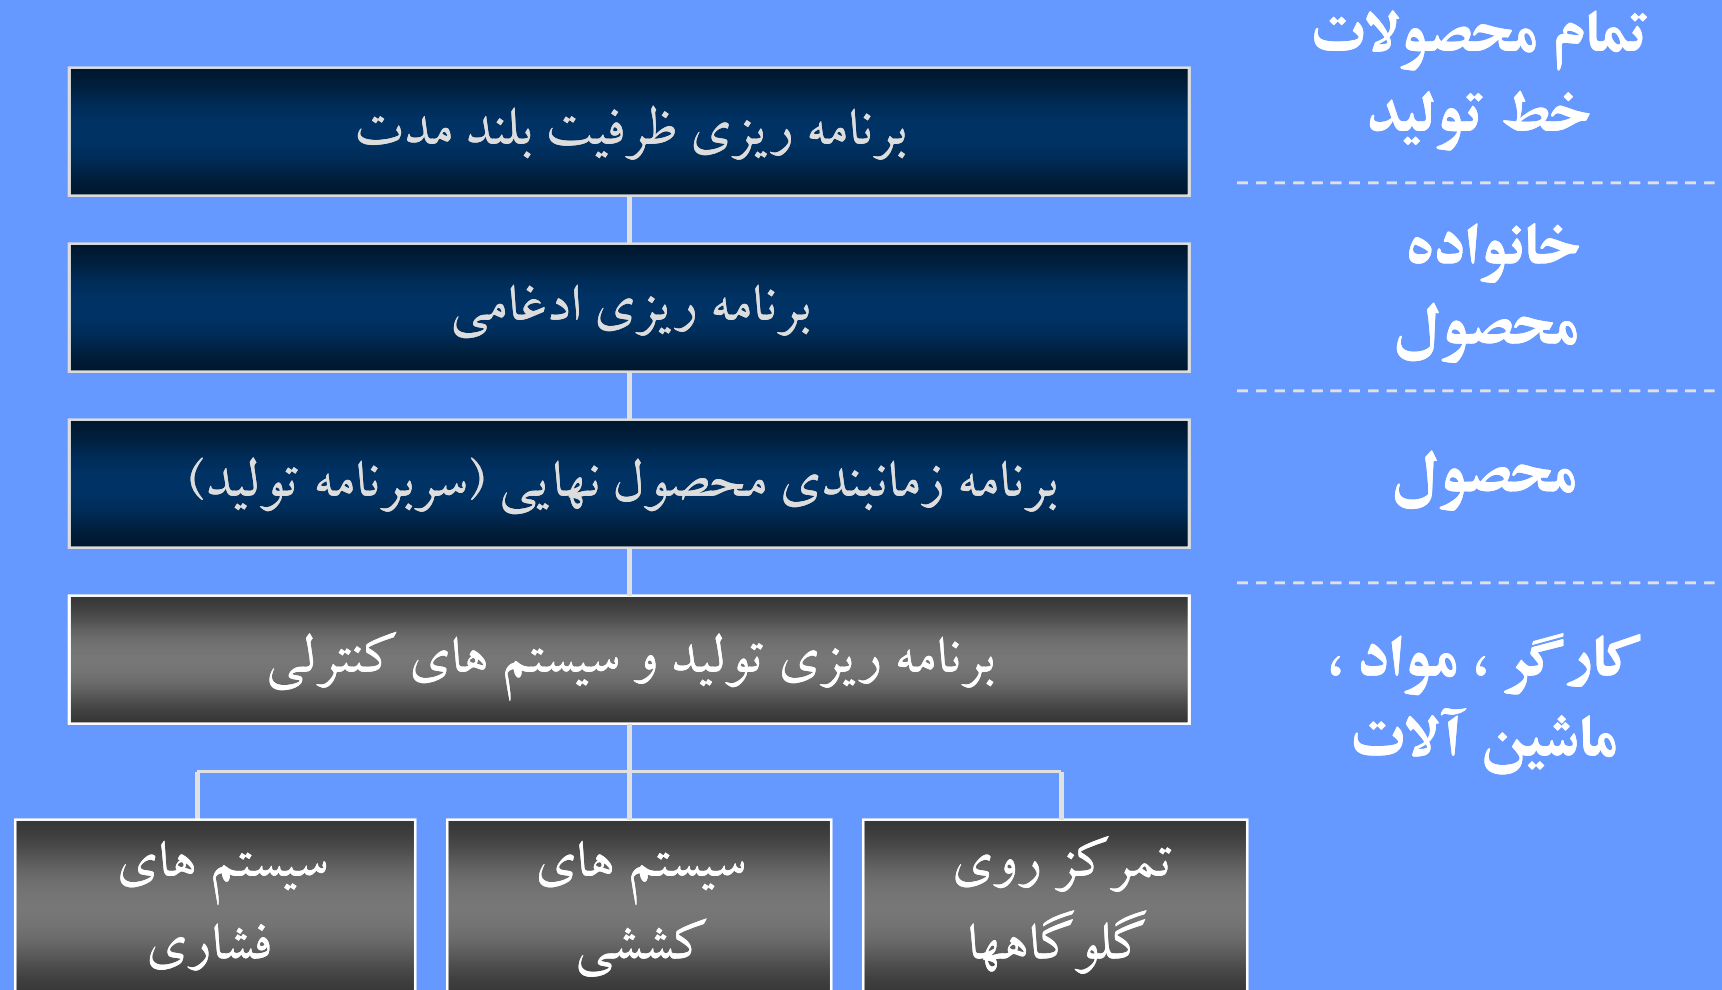 تمام محصولات
خط تولید
برنامه ریزی ظرفیت بلند مدت
خانواده
محصول
برنامه ریزی ادغامی
محصول
برنامه زمانبندی محصول نهایی (سربرنامه تولید)
کارگر ، مواد ،
ماشین آلات
برنامه ریزی تولید و سیستم های کنترلی
تمرکز روی
گلوگاهها
سیستم های
کششی
سیستم های
فشاری